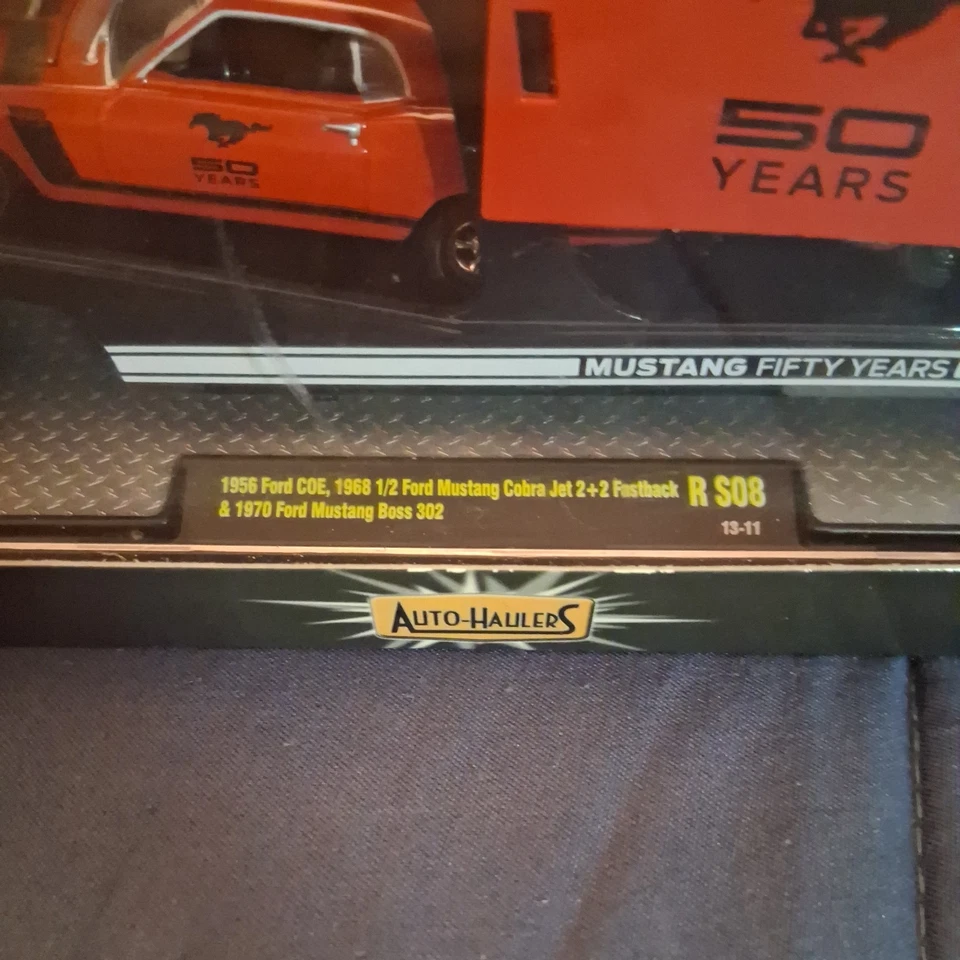 50
YEARS
50
YEARS
MUSTANG FIFTY YEARS
1956 Ford COE, 1968 1/2 Ford Mustang Cobra Jet 2+2 Fastback R S08
& 1970 Ford Mustang Boss 302
13-11
AUTO-HAULERS